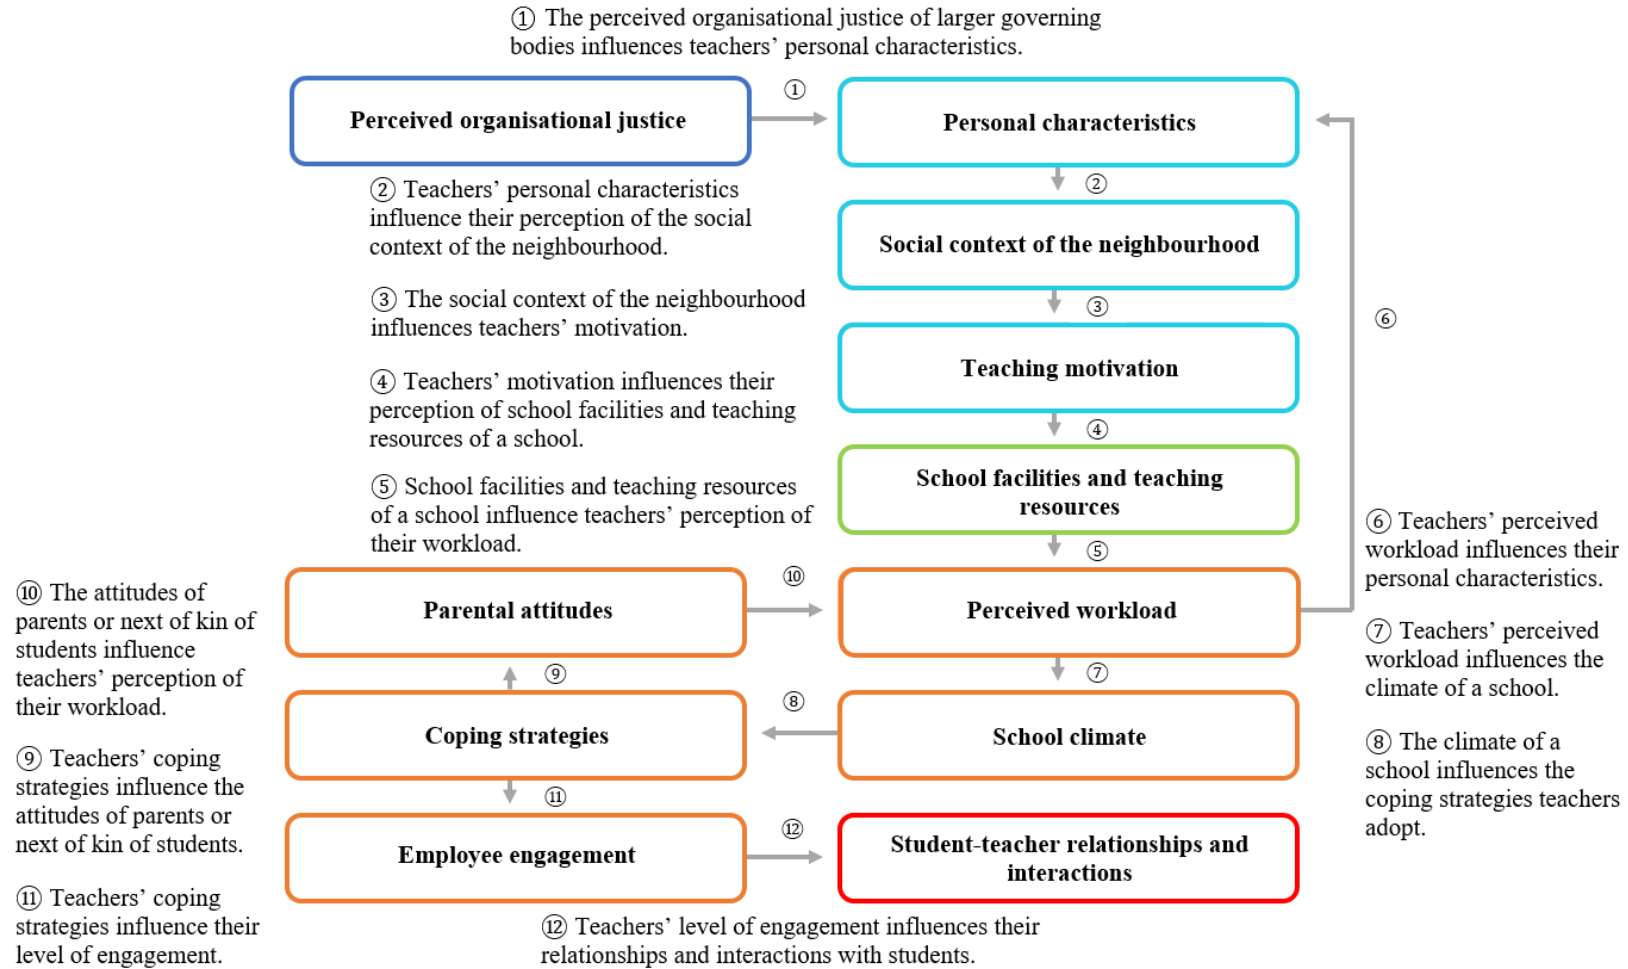 ① The perceived organisational justice of larger governing
bodies influences teachers’ personal characteristics.
Perceived organisational justice
①
Personal characteristics
② Teachers’ personal characteristics
influence their perception of the social
context of the neighbourhood.
②
Social context of the neighbourhood
③ The social context of the neighbourhood
influences teachers’ motivation.
③
⑥
Teaching motivation
④ Teachers’ motivation influences their
perception of school facilities and teaching
resources of a school.
④
School facilities and teaching
resources
⑤ School facilities and teaching resources
of a school influence teachers’ perception of
their workload.
⑤
⑥ Teachers’ perceived
workload influences their
personal characteristics.
⑩ The attitudes of
parents or next of kin of
students influence
teachers’ perception of
their workload.
Parental attitudes
⑩
Perceived workload
⑦ Teachers’ perceived
workload influences the
climate of a school.
⑨
⑦
⑧
Coping strategies
School climate
⑧ The climate of a
school influences the
coping strategies teachers
adopt.
⑨ Teachers’ coping
strategies influence the
attitudes of parents or
next of kin of students.
⑪
Employee engagement
⑫
Student-teacher relationships and
interactions
⑪ Teachers’ coping
strategies influence their
level of engagement.
⑫ Teachers’ level of engagement influences their
relationships and interactions with students.